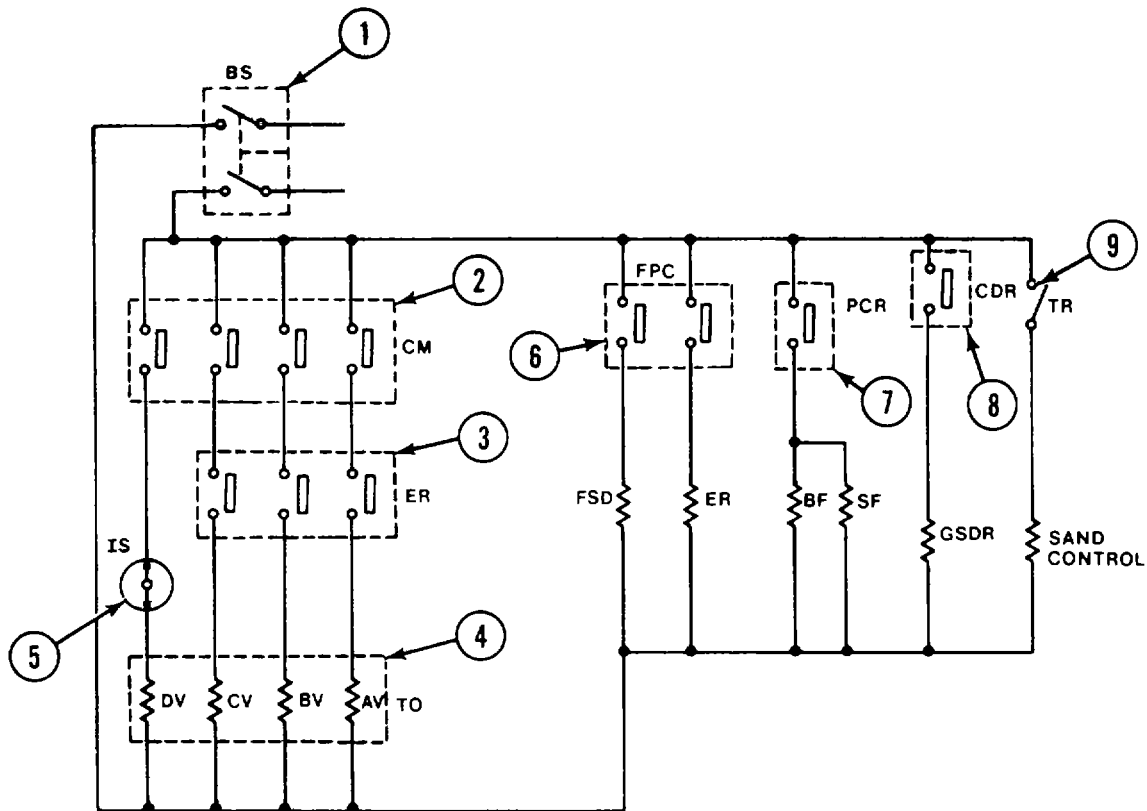 1
BS
2
CM
3
ER
IS
5
4
DV
CV
BV
AV
TO
FPC
6
FSD
ER
PCR
7
BF
SF
CDR
8
GSDR
9
TR
SAND
CONTROL